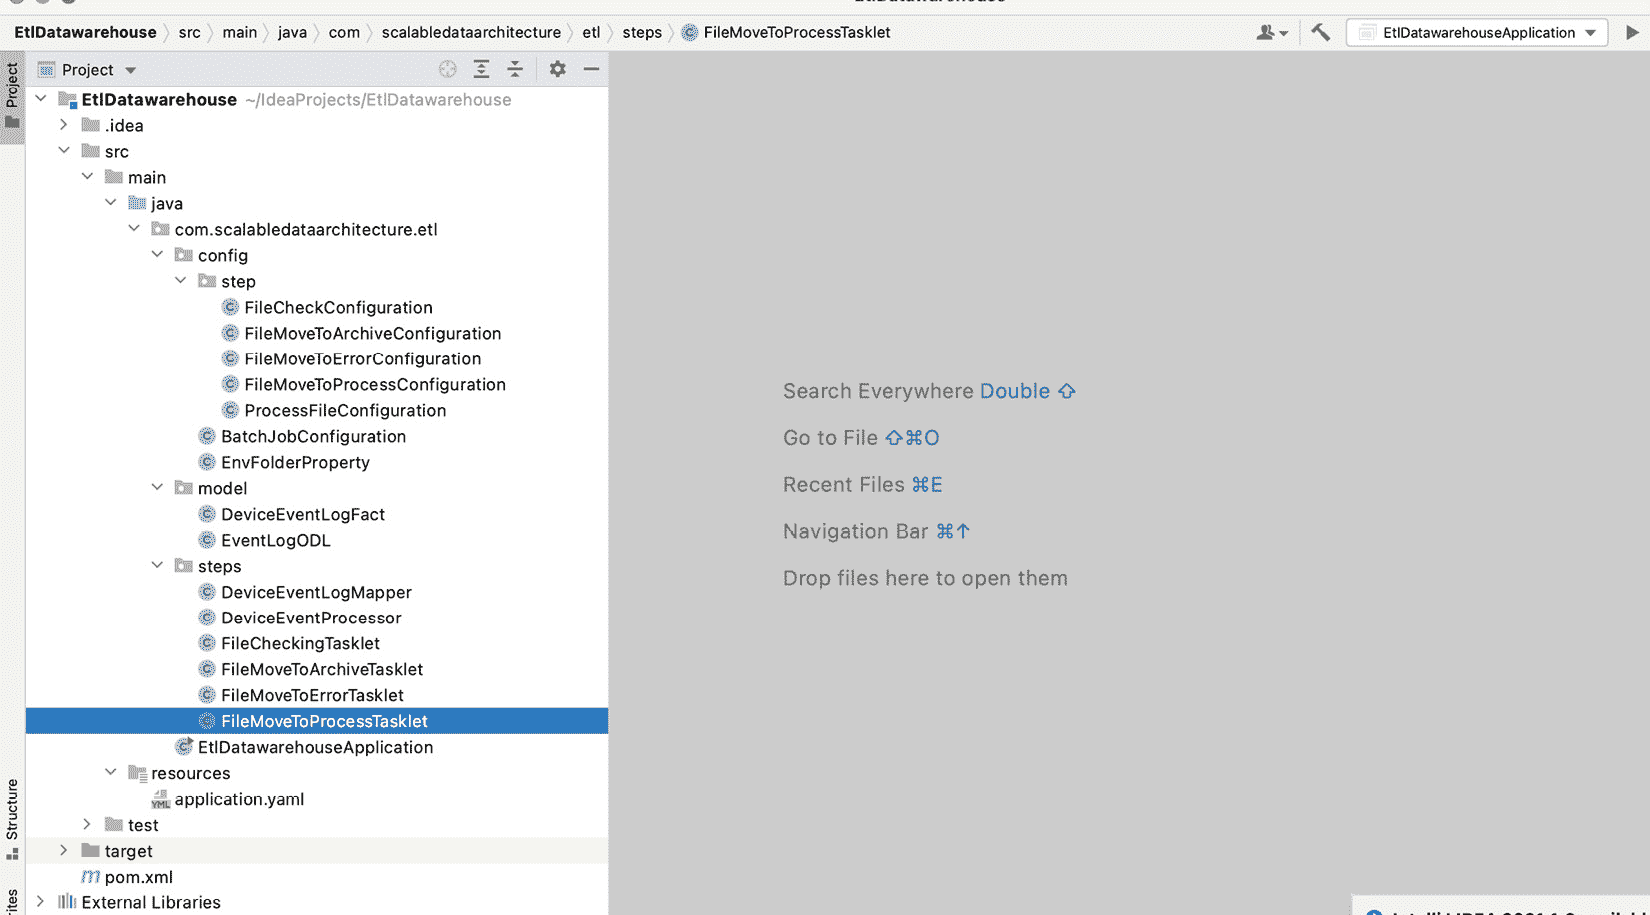 EtlDatawarehouse src main java com scalabledataarchitecture etl steps FileMoveToProcessTasklet EtlDatawarehouseApplication
Project
Project
EtlDatawarehouse ~/IdeaProjects/EtlDatawarehouse
.idea
src
main
java
com.scalabledataarchitecture.etl
config
step
FileCheckConfiguration
FileMoveToArchiveConfiguration
FileMoveToErrorConfiguration
FileMoveToProcessConfiguration
ProcessFileConfiguration
BatchJobConfiguration
EnvFolderProperty
model
DeviceEventLogFact
EventLogODL
steps
DeviceEventLogMapper
DeviceEventProcessor
FileCheckingTasklet
FileMoveToArchiveTasklet
FileMoveToErrorTasklet
FileMoveToProcessTasklet
EtlDatawarehouseApplication
resources
YML application.yaml
test
target
m pom.xml
External Libraries
Structure
Search Everywhere Double ⇧
Go to File ⇧⌘O
Recent Files ⌘E
Navigation Bar ⌘↑
Drop files here to open them